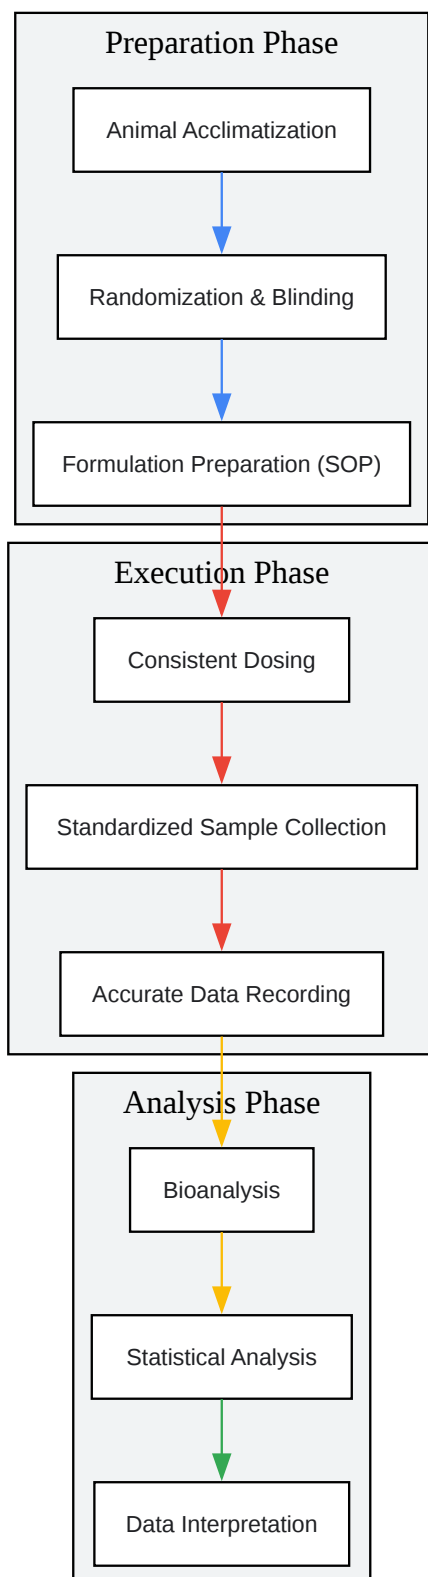 Preparation Phase
Animal Acclimatization
Randomization & Blinding
Formulation Preparation (SOP)
Execution Phase
Consistent Dosing
Standardized Sample Collection
Accurate Data Recording
Analysis Phase
Bioanalysis
Statistical Analysis
Data Interpretation